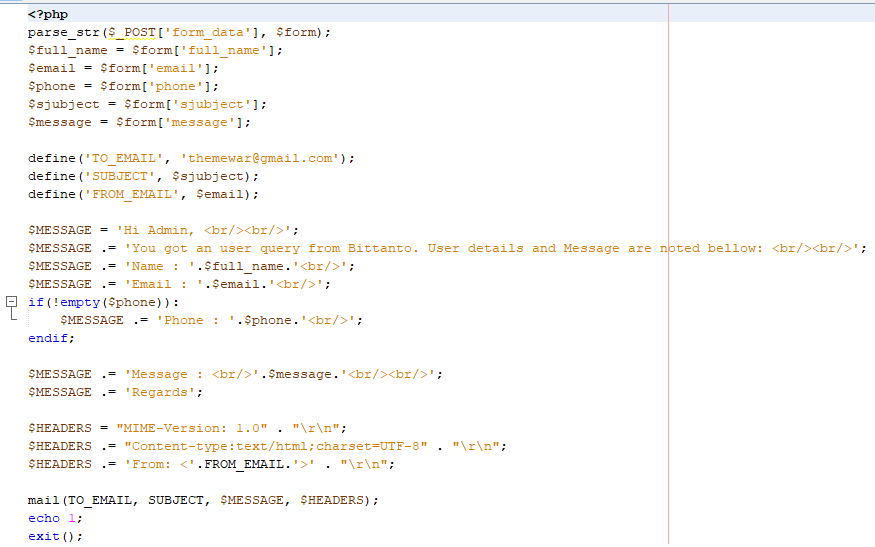 <?php
parse_str($_POST['form_data'], $form);
$full_name = $form['full_name'];
$email = $form['email'];
$phone = $form['phone'];
$sjubject = $form['sjubject'];
$message = $form['message'];
define('TO_EMAIL', 'themewar@gmail.com');
define('SUBJECT', $sjubject);
define('FROM_EMAIL', $email);
$MESSAGE = 'Hi Admin, <br/><br/>';
$MESSAGE .= 'You got an user query from Bittanto. User details and Message are noted bellow: <br/><br/>';
$MESSAGE .= 'Name : '.$full_name.'<br/>';
$MESSAGE .= 'Email : '.$email.'<br/>';
if(!empty($phone)):
    $MESSAGE .= 'Phone : '.$phone.'<br/>';
endif;
$MESSAGE .= 'Message : <br/>'.$message.'<br/><br/>';
$MESSAGE .= 'Regards';
$HEADERS = "MIME-Version: 1.0" . "\r\n";
$HEADERS .= "Content-type:text/html;charset=UTF-8" . "\r\n";
$HEADERS .= 'From: <'.FROM_EMAIL.'>' . "\r\n";
mail(TO_EMAIL, SUBJECT, $MESSAGE, $HEADERS);
echo 1;
exit();